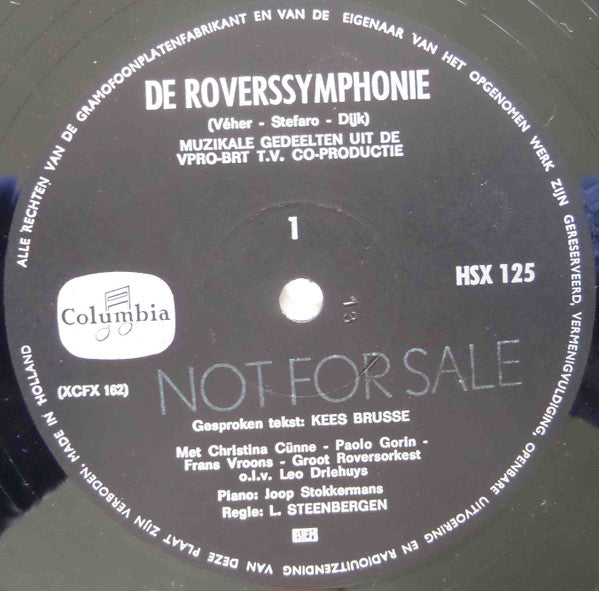 ALLE RECHTEN VAN DE GRAMOFOONPLATENFABRIKANT EN VAN DE EIGENAAR VAN HET OPGENOMEN WERK ZIJN GERESERVEERD, VERMENIGVULDIGING, OPENBARE UITVOERING EN RADIOUITZENDING VAN DEZE PLAAT ZIJN VERBODEN. MADE IN HOLLAND
DE ROVERSSYMPHONIE
(Véher - Stefaro - Dijk)
MUZIKALE GEDEELTEN UIT DE
VPRO-BRT T.V. CO-PRODUCTIE
1
HSX 125
Columbia
13
(XCFX 162)
NOT FOR SALE
Gesproken tekst: KEES BRUSSE
Met Christina Cünne - Paolo Gorin -
Frans Vroons - Groot Roversorkest
o.l.v. Leo Driehuys
Piano: Joop Stokkermans
Regie: L. STEENBERGEN